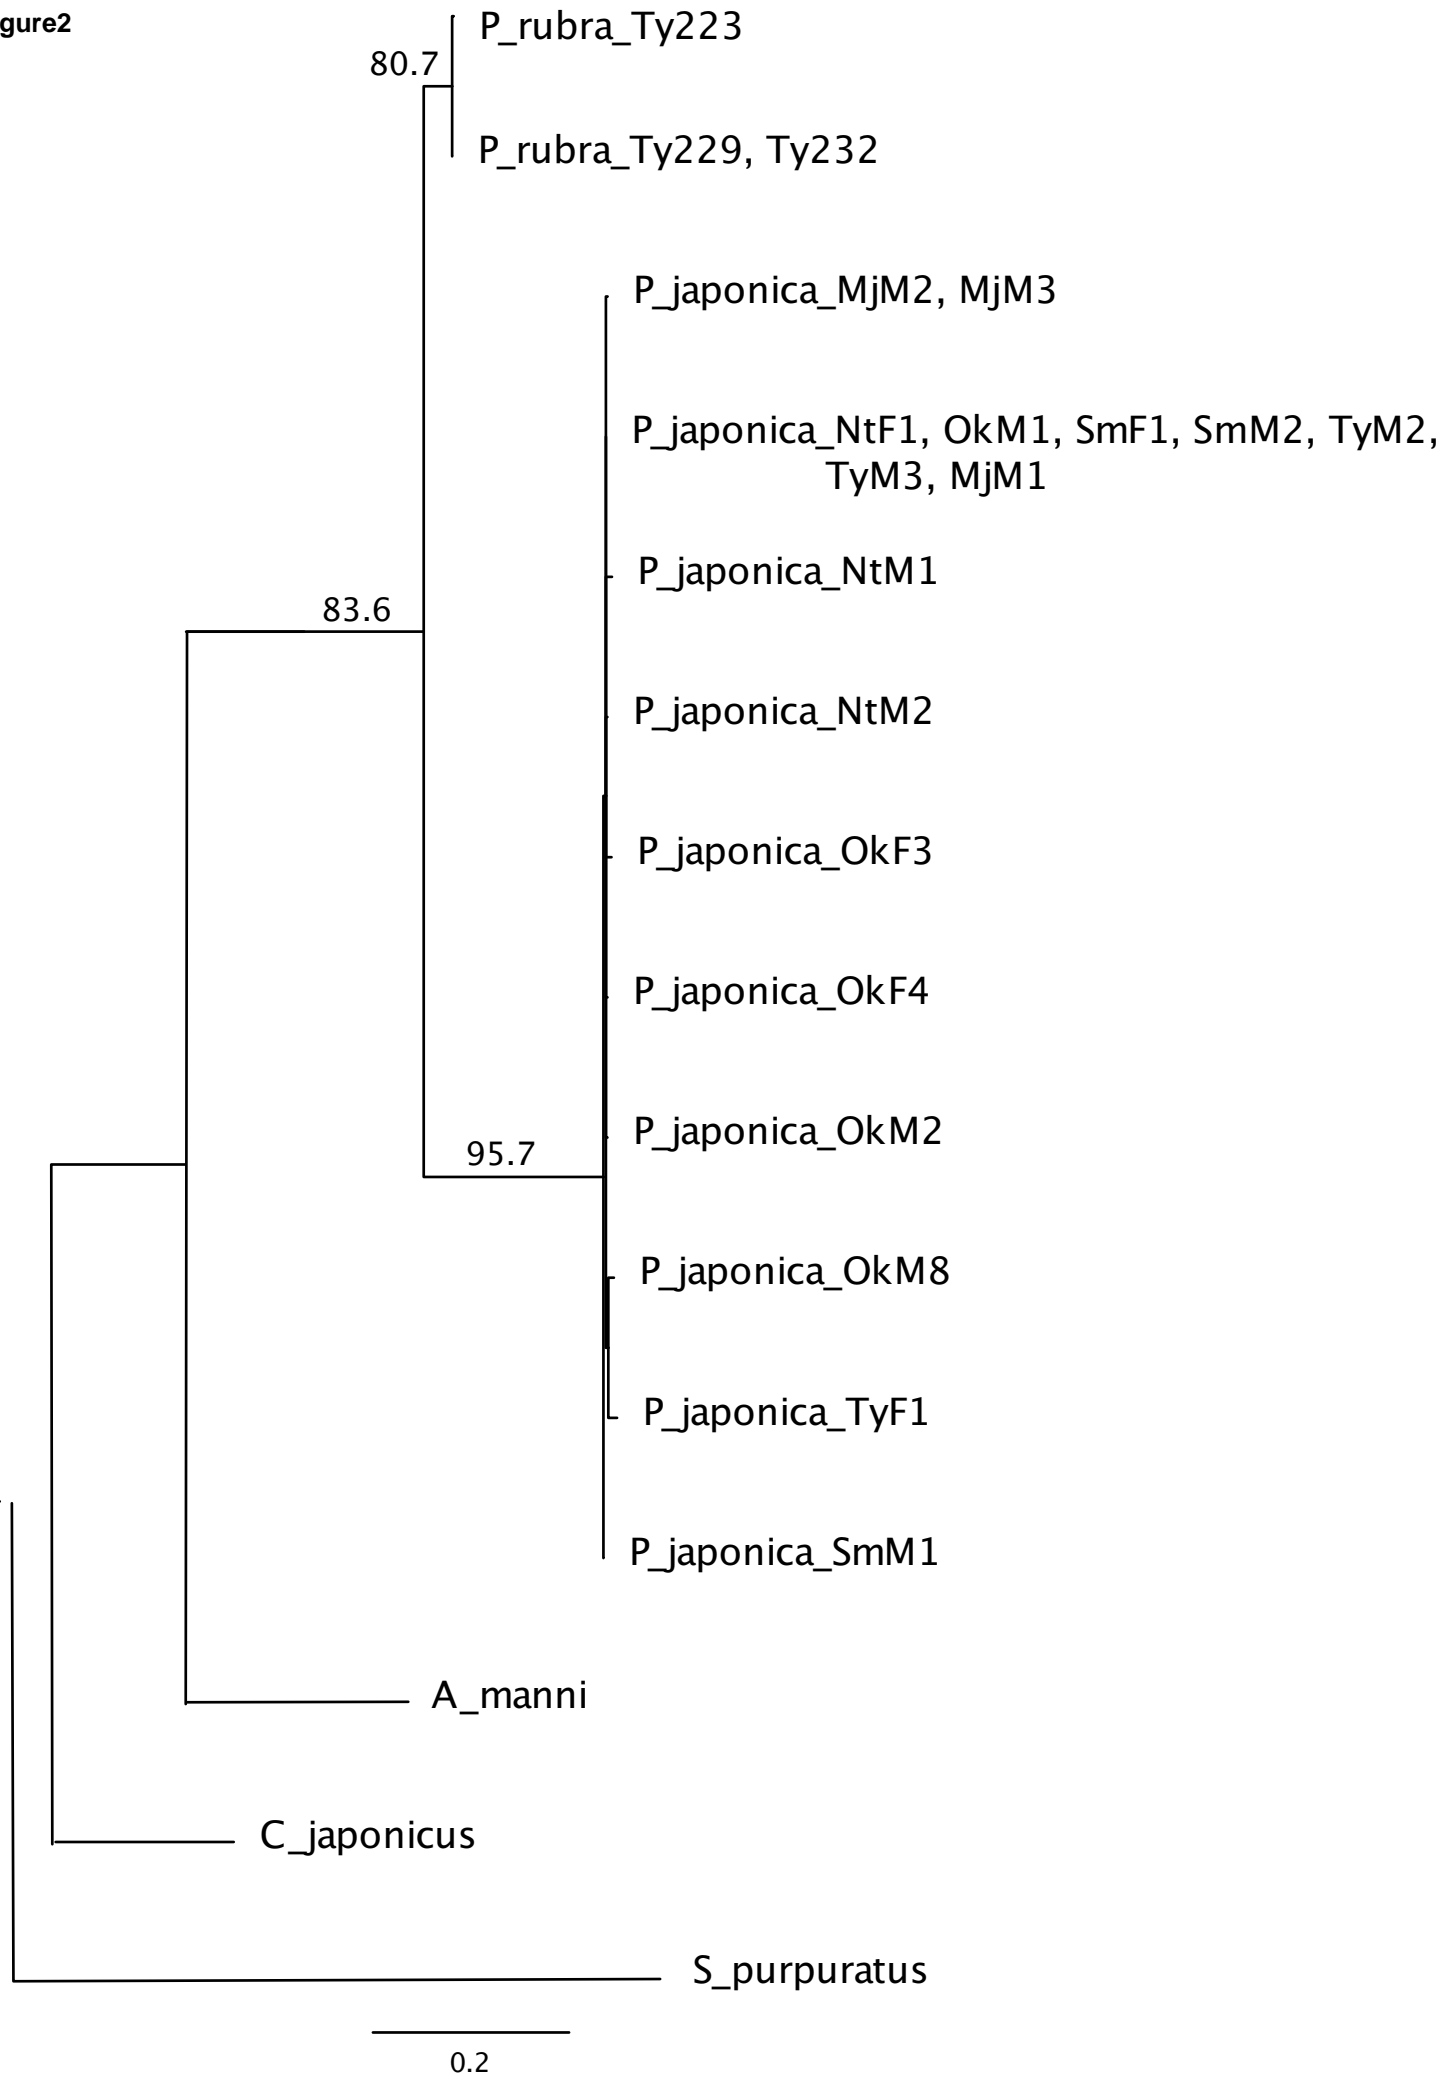 gure2
P_rubra_Ty223
80.7
P_rubra_Ty229, Ty232
P_japonica_MjM2, MjM3
P_japonica_NtF1, OkM1, SmF1, SmM2, TyM2,
TyM3, MjM1
P_japonica_NtM1
83.6
P_japonica_NtM2
P_japonica_OkF3
P_japonica_OkF4
P_japonica_OkM2
95.7
P_japonica_OkM8
P_japonica_TyF1
P_japonica_SmM1
A_manni
C_japonicus
S_purpuratus
0.2